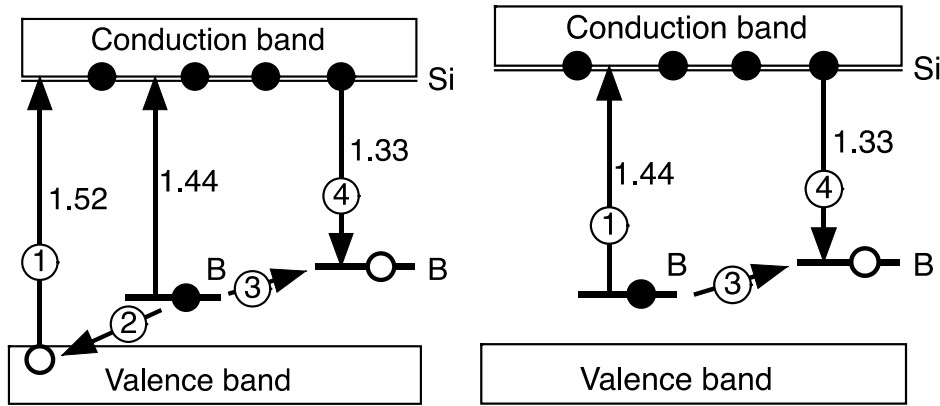 Conduction band
Si
1.52
1.44
1.33
4
1
B
3
B
2
Valence band
Conduction band
Si
1.44
1.33
4
1
B
3
B
Valence band